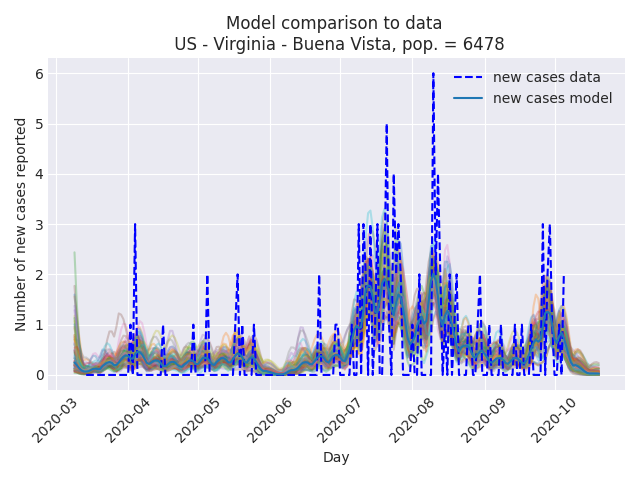 Model comparison to data
US - Virginia - Buena Vista, pop. = 6478
new cases data
new cases model
Number of new cases reported
6
5
4
3
2
1
0
2020-03
2020-04
2020-05
2020-06
2020-07
2020-08
2020-09
2020-10
Day